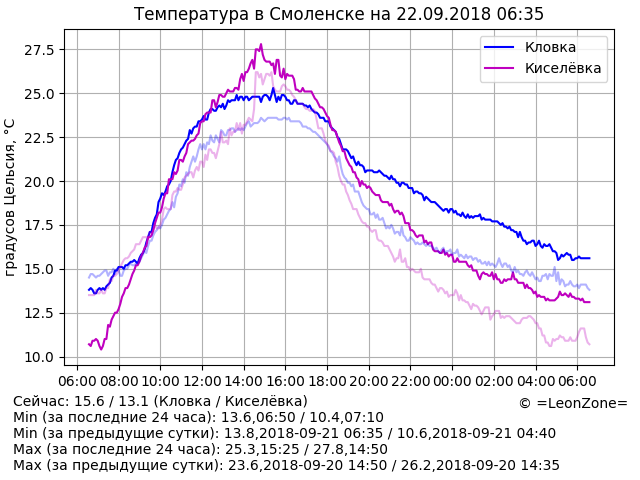 Температура в Смоленске на 22.09.2018 06:35
градусов Цельсия, °C
27.5
25.0
22.5
20.0
17.5
15.0
12.5
10.0
Кловка
Киселёвка
06:00 08:00 10:00 12:00 14:00 16:00 18:00 20:00 22:00 00:00 02:00 04:00 06:00
Сейчас: 15.6 / 13.1 (Кловка / Киселёвка)
© =LeonZone=
Min (за последние 24 часа): 13.6,06:50 / 10.4,07:10
Min (за предыдущие сутки): 13.8,2018-09-21 06:35 / 10.6,2018-09-21 04:40
Max (за последние 24 часа): 25.3,15:25 / 27.8,14:50
Max (за предыдущие сутки): 23.6,2018-09-20 14:50 / 26.2,2018-09-20 14:35